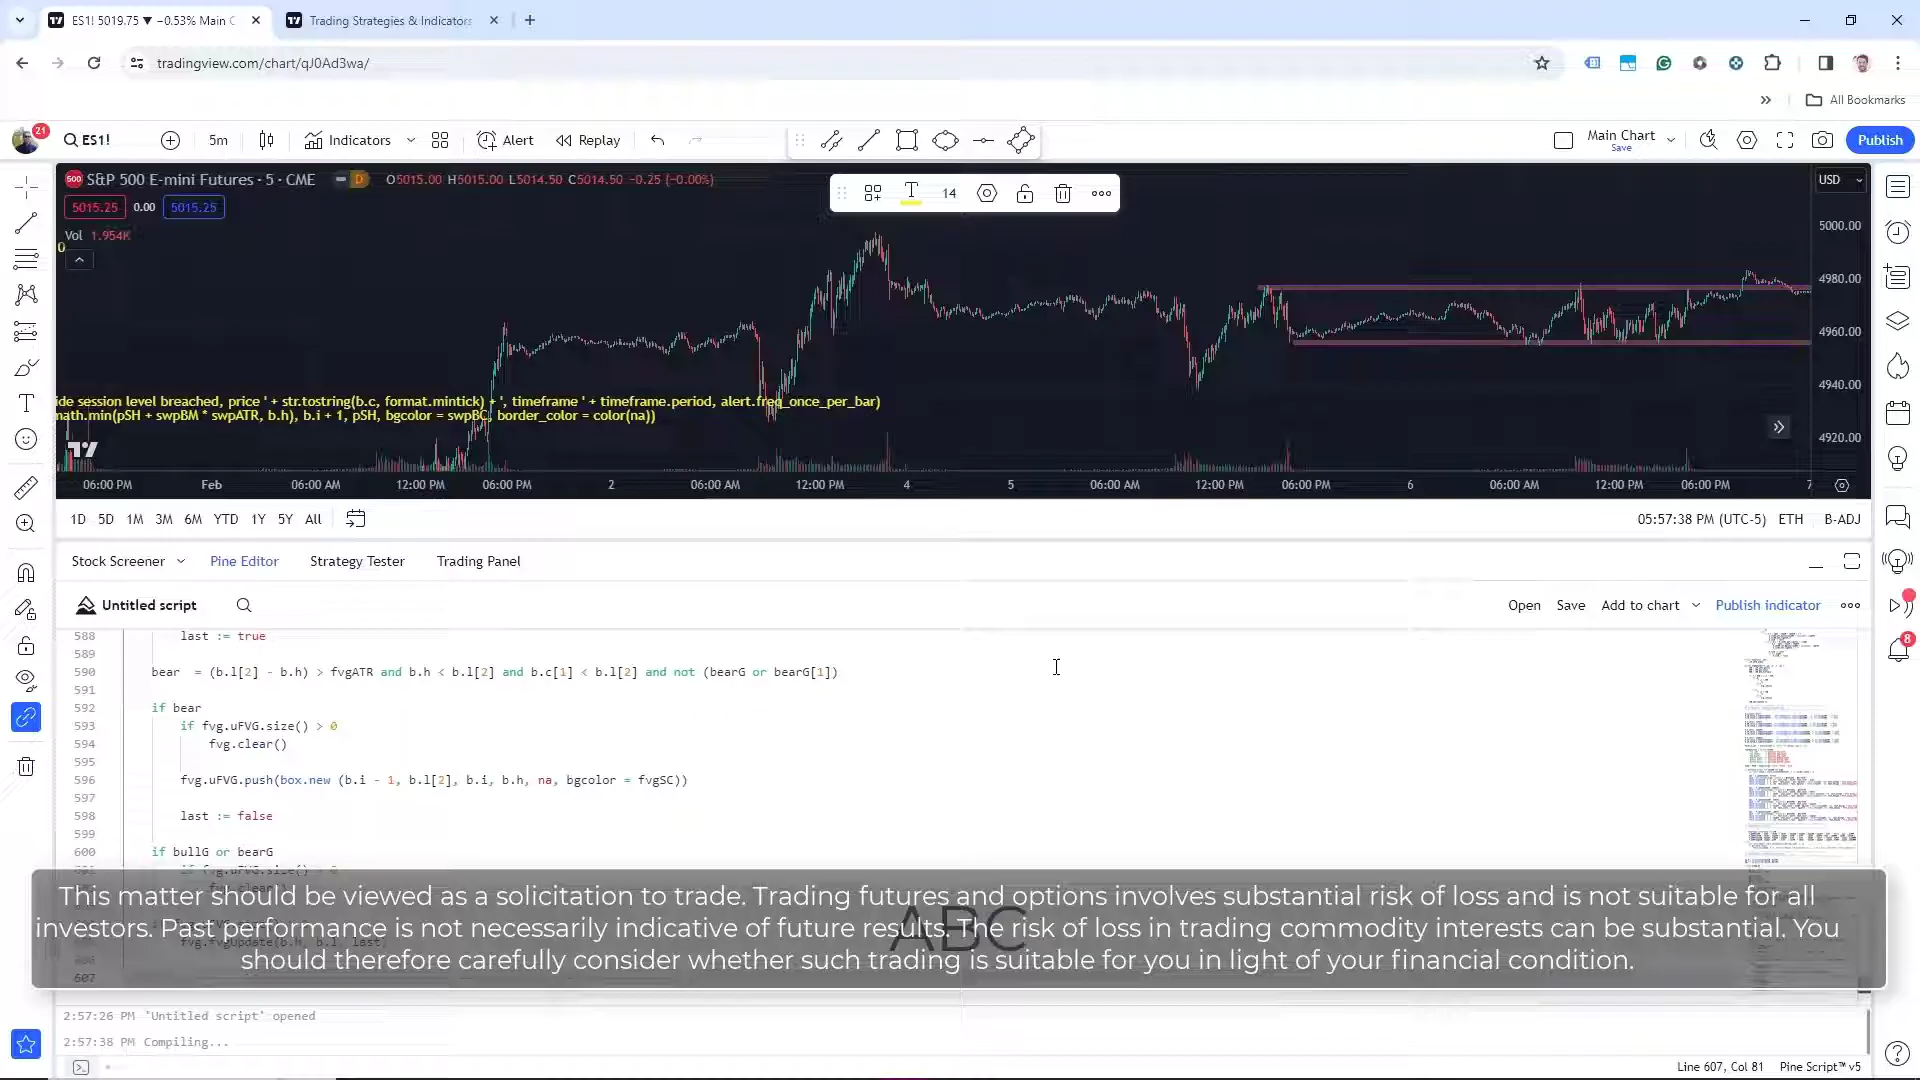 ES1! 5019.75 ▼ −0.53% Main C
Trading Strategies & Indicators
tradingview.com/chart/qJ0Ad3wa/
All Bookmarks
21
ES1!
5m
Indicators
Alert
Replay
Main Chart
Save
Publish
500
S&P 500 E-mini Futures · 5 · CME
D
O5015.00 H5015.00 L5014.50 C5014.50 −0.25 (−0.00%)
14
USD
5015.25
0.00
5015.25
Vol 1.954K
0
5000.00
4980.00
4960.00
4940.00
4920.00
ide session level breached, price ' + str.tostring(b.c, format.mintick) + ', timeframe ' + timeframe.period, alert.freq_once_per_bar)
math.min(pSH + swpBM * swpATR, b.h), b.i + 1, pSH, bgcolor = swpBC, border_color = color(na))
06:00 PM
Feb
06:00 AM
12:00 PM
06:00 PM
2
06:00 AM
12:00 PM
4
5
06:00 AM
12:00 PM
06:00 PM
6
06:00 AM
12:00 PM
06:00 PM
7
1D 5D 1M 3M 6M YTD 1Y 5Y All
05:57:38 PM (UTC-5) ETH B-ADJ
Stock Screener
Pine Editor
Strategy Tester
Trading Panel
Untitled script
Open Save Add to chart Publish indicator
588 last := true
589
590 bear = (b.l[2] - b.h) > fvgATR and b.h < b.l[2] and b.c[1] < b.l[2] and not (bearG or bearG[1])
591
592 if bear
593 if fvg.uFVG.size() > 0
594 fvg.clear()
595
596 fvg.uFVG.push(box.new (b.i - 1, b.l[2], b.i, b.h, na, bgcolor = fvgSC))
597
598 last := false
599
600 if bullG or bearG
This matter should be viewed as a solicitation to trade. Trading futures and options involves substantial risk of loss and is not suitable for all
investors. Past performance is not necessarily indicative of future results. The risk of loss in trading commodity interests can be substantial. You
should therefore carefully consider whether such trading is suitable for you in light of your financial condition.
ABC
607
2:57:26 PM 'Untitled script' opened
2:57:38 PM Compiling...
Line 607, Col 81 Pine Script™ v5
8